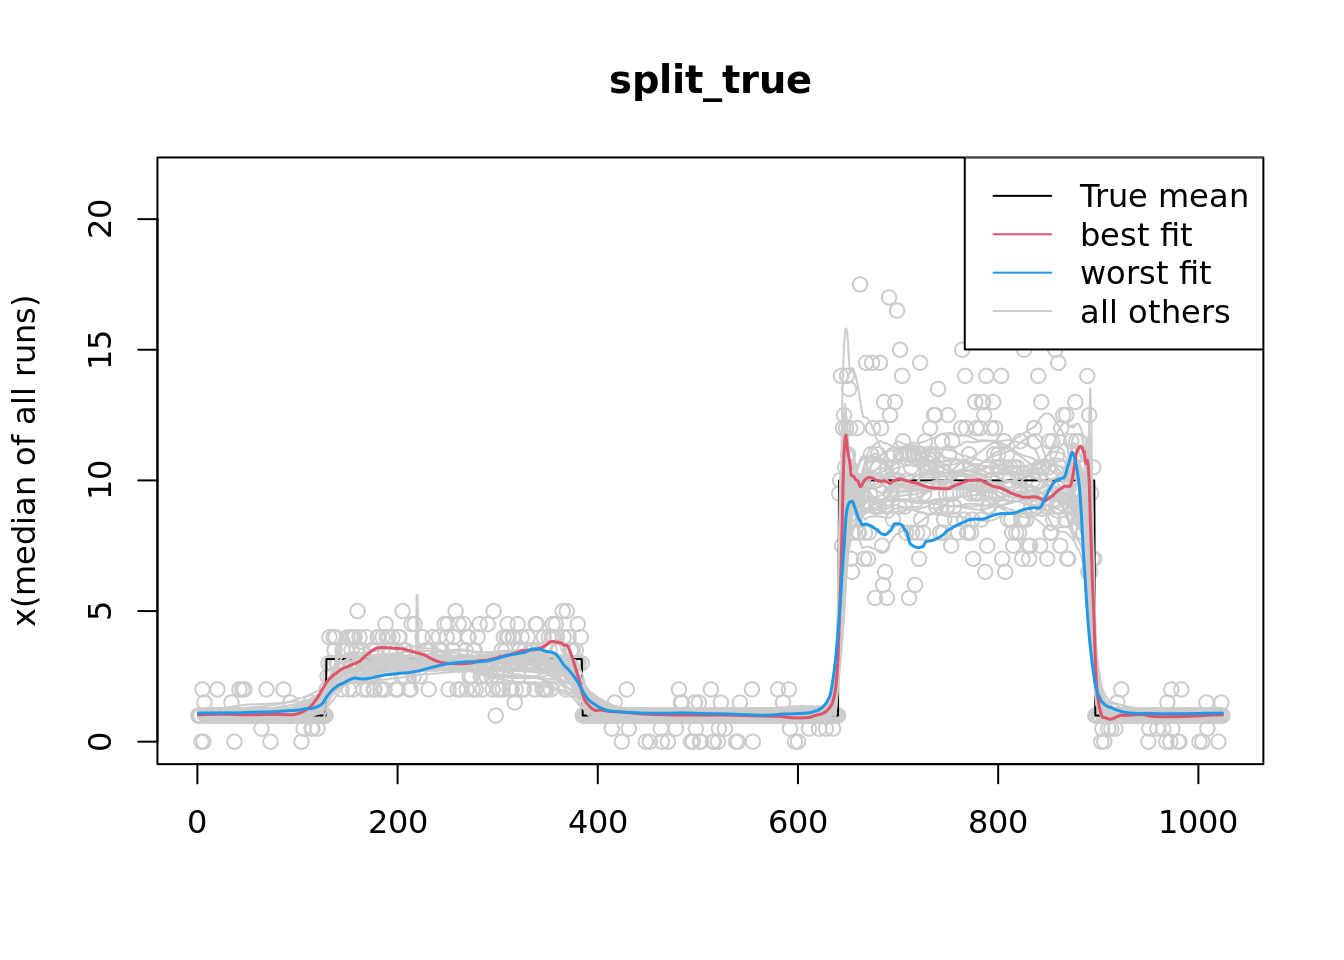 split_true
x(median of all runs)
20
15
10
5
0
True mean
best fit
worst fit
all others
0 200 400 600 800 1000